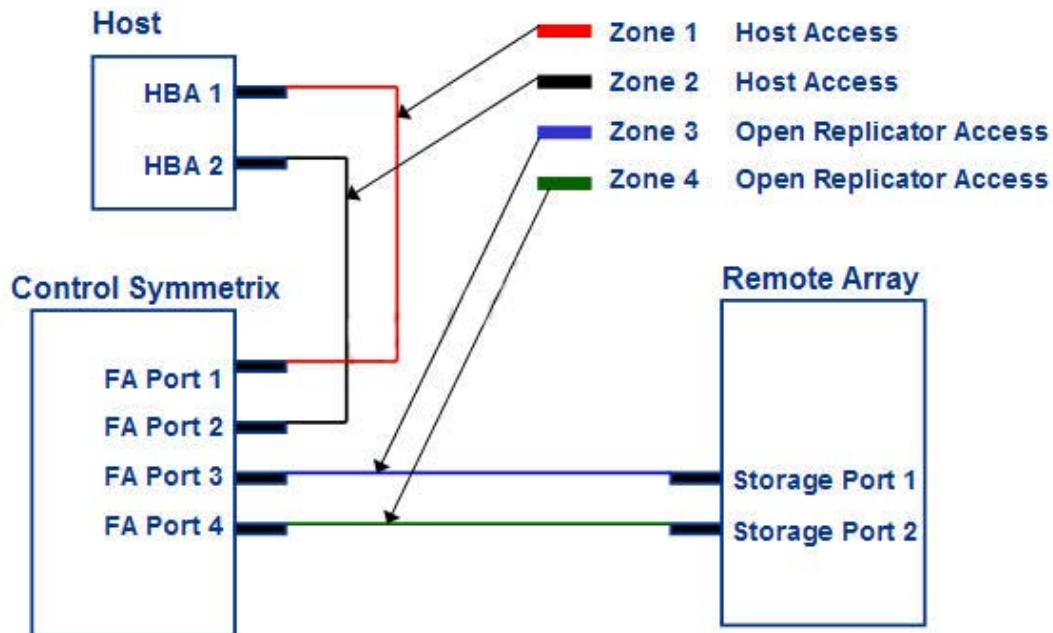 Host
HBA 1
HBA 2
Zone 1 Host Access
Zone 2 Host Access
Zone 3 Open Replicator Access
Zone 4 Open Replicator Access
Control Symmetrix
FA Port 1
FA Port 2
FA Port 3
FA Port 4
Remote Array
Storage Port 1
Storage Port 2